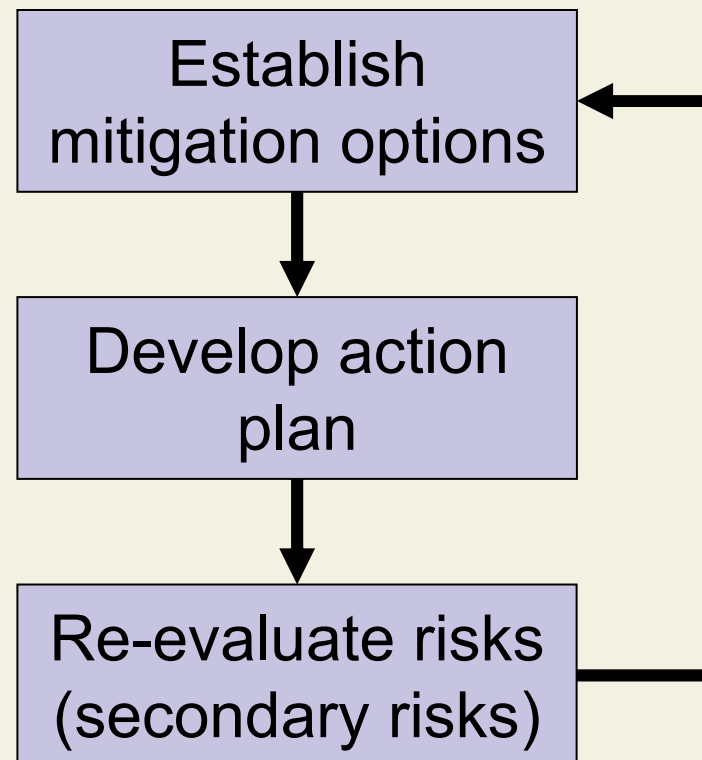 Establish
mitigation options
Develop action
plan
Re-evaluate risks
(secondary risks)